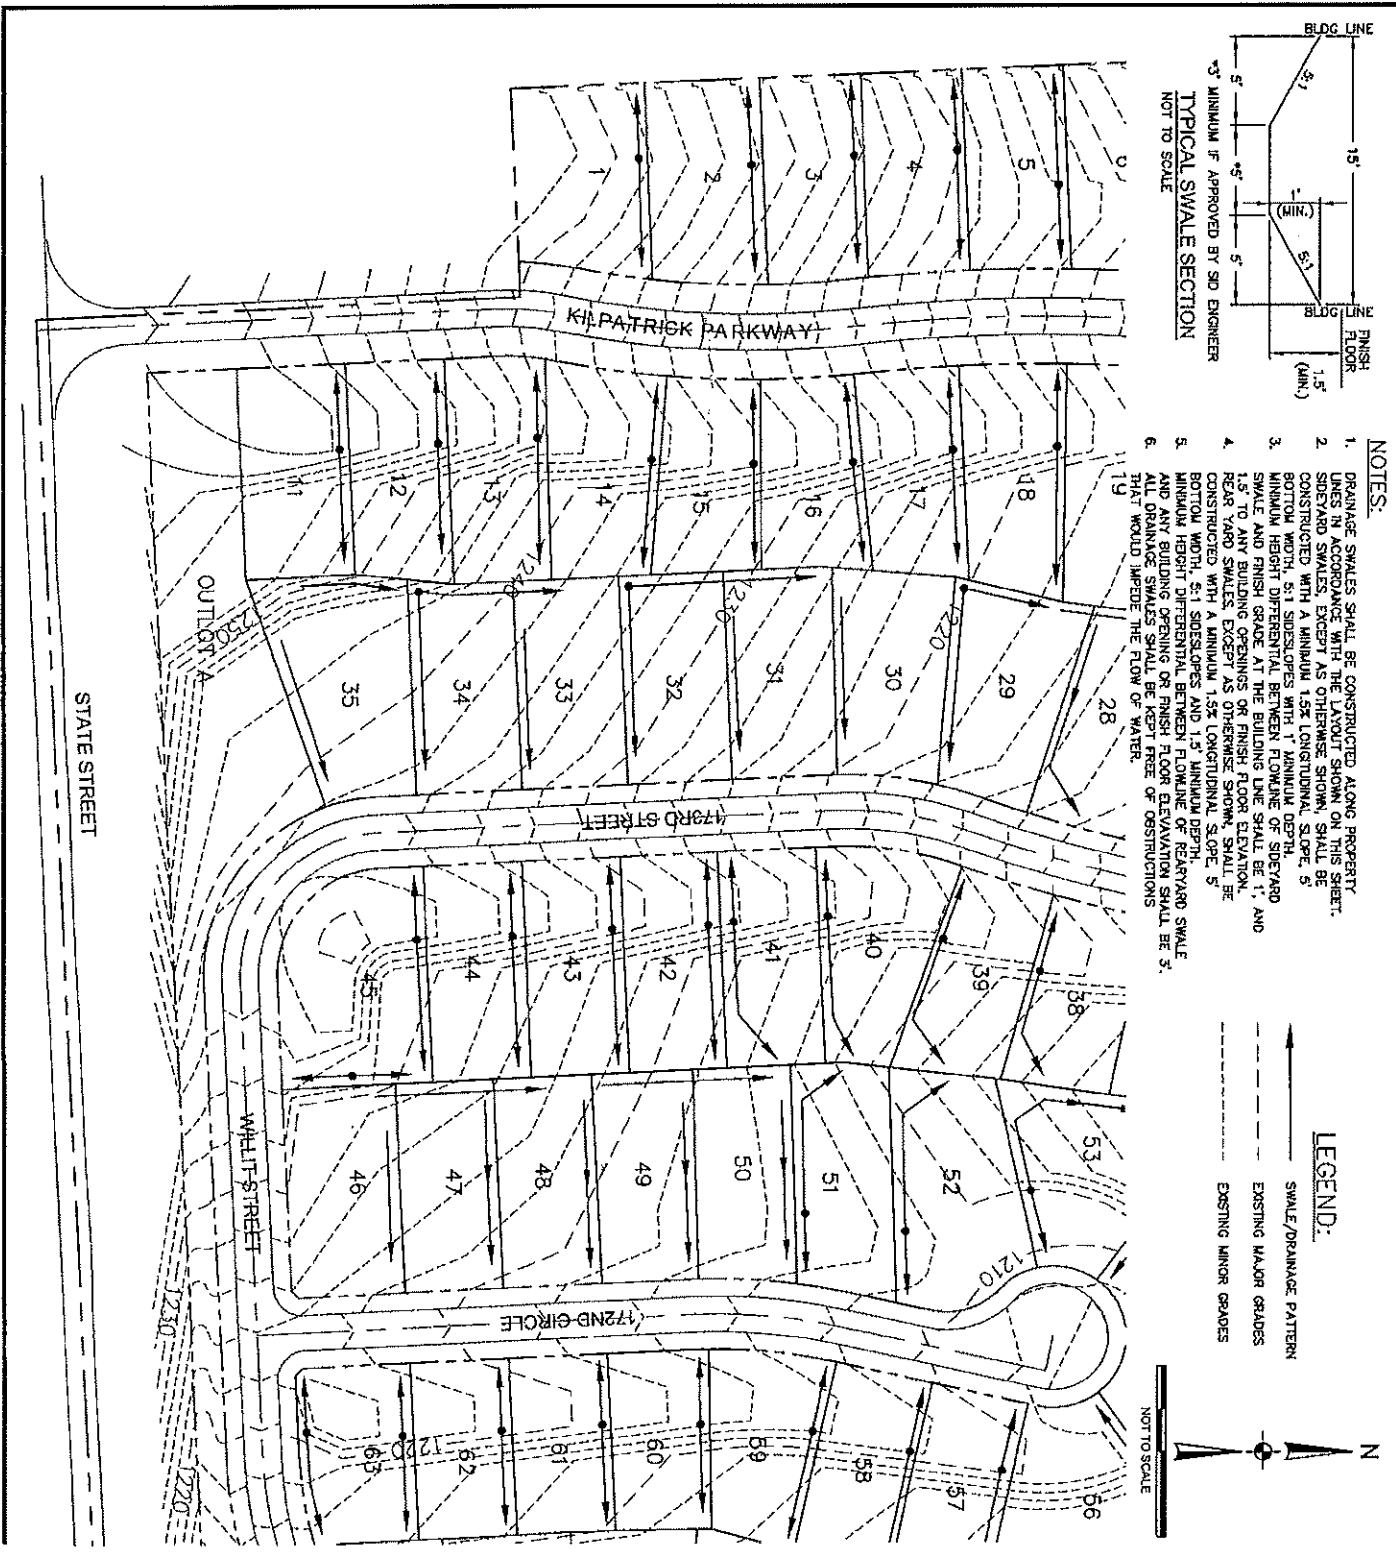 BLDG LINE
15'
BLDG LINE
FINISH
FLOOR
5:1
1'
(MIN.)
5:1
1.5'
(MIN.)
5'
*5'
5'
*3' MINIMUM IF APPROVED BY SID ENGINEER
TYPICAL SWALE SECTION
NOT TO SCALE
NOTES:
1. DRAINAGE SWALES SHALL BE CONSTRUCTED ALONG PROPERTY
LINES IN ACCORDANCE WITH THE LAYOUT SHOWN ON THIS SHEET.
2. SIDEYARD SWALES, EXCEPT AS OTHERWISE SHOWN, SHALL BE
CONSTRUCTED WITH A MINIMUM 1.5% LONGITUDINAL SLOPE, 5'
BOTTOM WIDTH, 5:1 SIDESLOPES WITH 1' MINIMUM DEPTH.
3. MINIMUM HEIGHT DIFFERENTIAL BETWEEN FLOWLINE OF SIDEYARD
SWALE AND FINISH GRADE AT THE BUILDING LINE SHALL BE 1', AND
1.5' TO ANY BUILDING OPENINGS OR FINISH FLOOR ELEVATION.
4. REAR YARD SWALES, EXCEPT AS OTHERWISE SHOWN, SHALL BE
CONSTRUCTED WITH A MINIMUM 1.5% LONGITUDINAL SLOPE, 5'
BOTTOM WIDTH, 5:1 SIDESLOPES AND 1.5' MINIMUM DEPTH.
5. MINIMUM HEIGHT DIFFERENTIAL BETWEEN FLOWLINE OF REARYARD SWALE
AND ANY BUILDING OPENING OR FINISH FLOOR ELEVAVATION SHALL BE 3'.
6. ALL DRAINAGE SWALES SHALL BE KEPT FREE OF OBSTRUCTIONS
THAT WOULD IMPEDE THE FLOW OF WATER.
LEGEND:
SWALE/DRAINAGE PATTERN
EXISTING MAJOR GRADES
EXISTING MINOR GRADES
N
NOT TO SCALE
1
2
3
4
5
KILPATRICK PARKWAY
11
12
13
14
15
16
17
18
19
OUTLOT A
1250
1240
1230
1220
35
34
33
32
31
30
29
28
173RD STREET
45
44
43
42
41
40
39
38
46
47
48
49
50
51
52
53
1210
WILLIT STREET
172ND CIRCLE
1230
1220
1220
63
62
61
60
59
58
57
56
STATE STREET